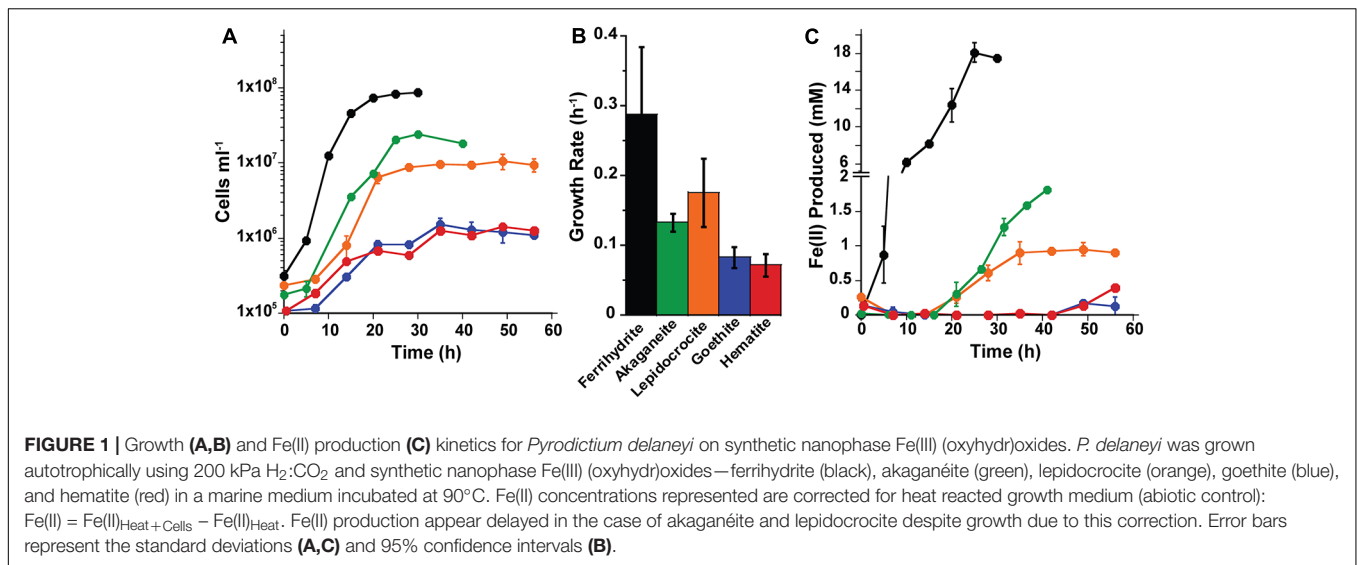 A
B
C
Cells ml-1
1x10^8
1x10^7
1x10^6
1x10^5
0 10 20 30 40 50 60
Time (h)
Growth Rate (h-1)
0.4
0.3
0.2
0.1
0
Ferrihydrite
Akaganeite
Lepidocrocite
Goethite
Hematite
Fe(II) Produced (mM)
18
14
10
6
2
1.5
1
0.5
0
0 10 20 30 40 50 60
Time (h)
FIGURE 1 | Growth (A,B) and Fe(II) production (C) kinetics for Pyrodictium delaneyi on synthetic nanophase Fe(III) (oxyhydr)oxides. P. delaneyi was grown
autotrophically using 200 kPa H2:CO2 and synthetic nanophase Fe(III) (oxyhydr)oxides—ferrihydrite (black), akaganéite (green), lepidocrocite (orange), goethite (blue),
and hematite (red) in a marine medium incubated at 90°C. Fe(II) concentrations represented are corrected for heat reacted growth medium (abiotic control):
Fe(II) = Fe(II)Heat+Cells – Fe(II)Heat. Fe(II) production appear delayed in the case of akaganéite and lepidocrocite despite growth due to this correction. Error bars
represent the standard deviations (A,C) and 95% confidence intervals (B).